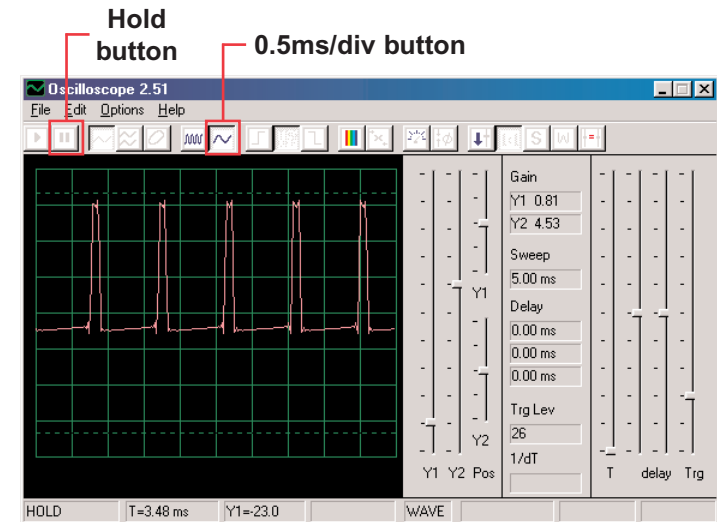 Hold
button
0.5ms/div button
Oscilloscope 2.51
File Edit Options Help
Gain
Y1 0.81
Y2 4.53
Sweep
5.00 ms
Delay
0.00 ms
0.00 ms
0.00 ms
Trg Lev
26
1/dT
Y1
Y2
Y1 Y2 Pos
T delay Trg
HOLD T=3.48 ms Y1=-23.0 WAVE